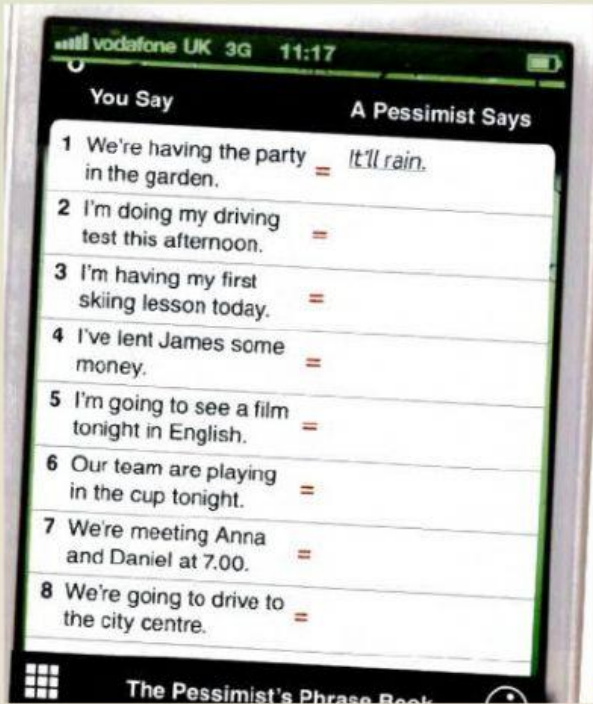 vodafone UK 3G 11:17
You Say A Pessimist Says
1 We're having the party = It'll rain.
in the garden.
2 I'm doing my driving =
test this afternoon.
3 I'm having my first =
skiing lesson today.
4 I've lent James some =
money.
5 I'm going to see a film =
tonight in English.
6 Our team are playing =
in the cup tonight.
7 We're meeting Anna =
and Daniel at 7.00.
8 We're going to drive to =
the city centre.
The Pessimist's Phrase Book